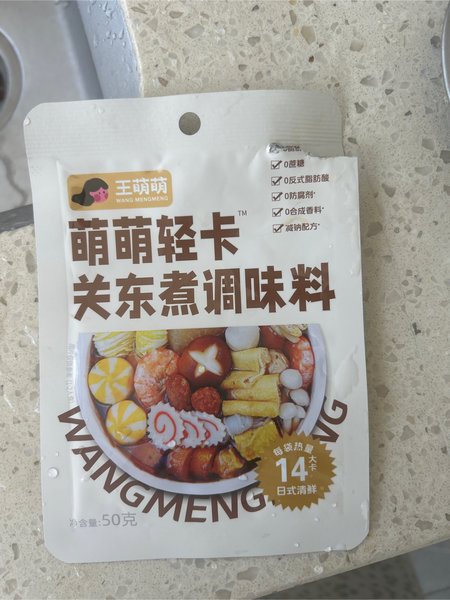 王萌萌
WANG MENGMENG
0蔗糖
0反式脂肪酸
0防腐剂*
0合成香料*
减钠配方*
萌萌轻卡™
关东煮调味料
WANGMENGMENG
每袋热量
14大卡
日式清鲜
净含量:50克